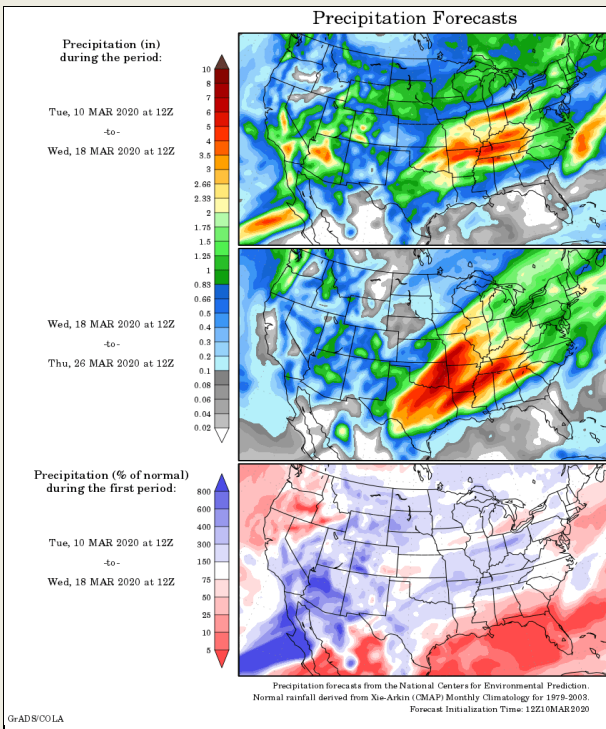 Precipitation Forecasts
Precipitation (in)
during the period:
Tue, 10 MAR 2020 at 12Z
-to-
Wed, 18 MAR 2020 at 12Z
10
8
7
6
5
4
3.5
3
2.66
2.33
2
1.75
1.5
1.25
1
0.83
0.66
0.5
0.4
0.3
0.2
0.1
0.08
0.06
0.04
0.02
Wed, 18 MAR 2020 at 12Z
-to-
Thu, 26 MAR 2020 at 12Z
Precipitation (% of normal)
during the first period:
Tue, 10 MAR 2020 at 12Z
-to-
Wed, 18 MAR 2020 at 12Z
800
600
400
300
150
75
50
25
10
5
Precipitation forecasts from the National Centers for Environmental Prediction.
Normal rainfall derived from Xie-Arkin (CMAP) Monthly Climatology for 1979-2003.
Forecast Initialization Time: 12Z10MAR2020
GrADS/COLA